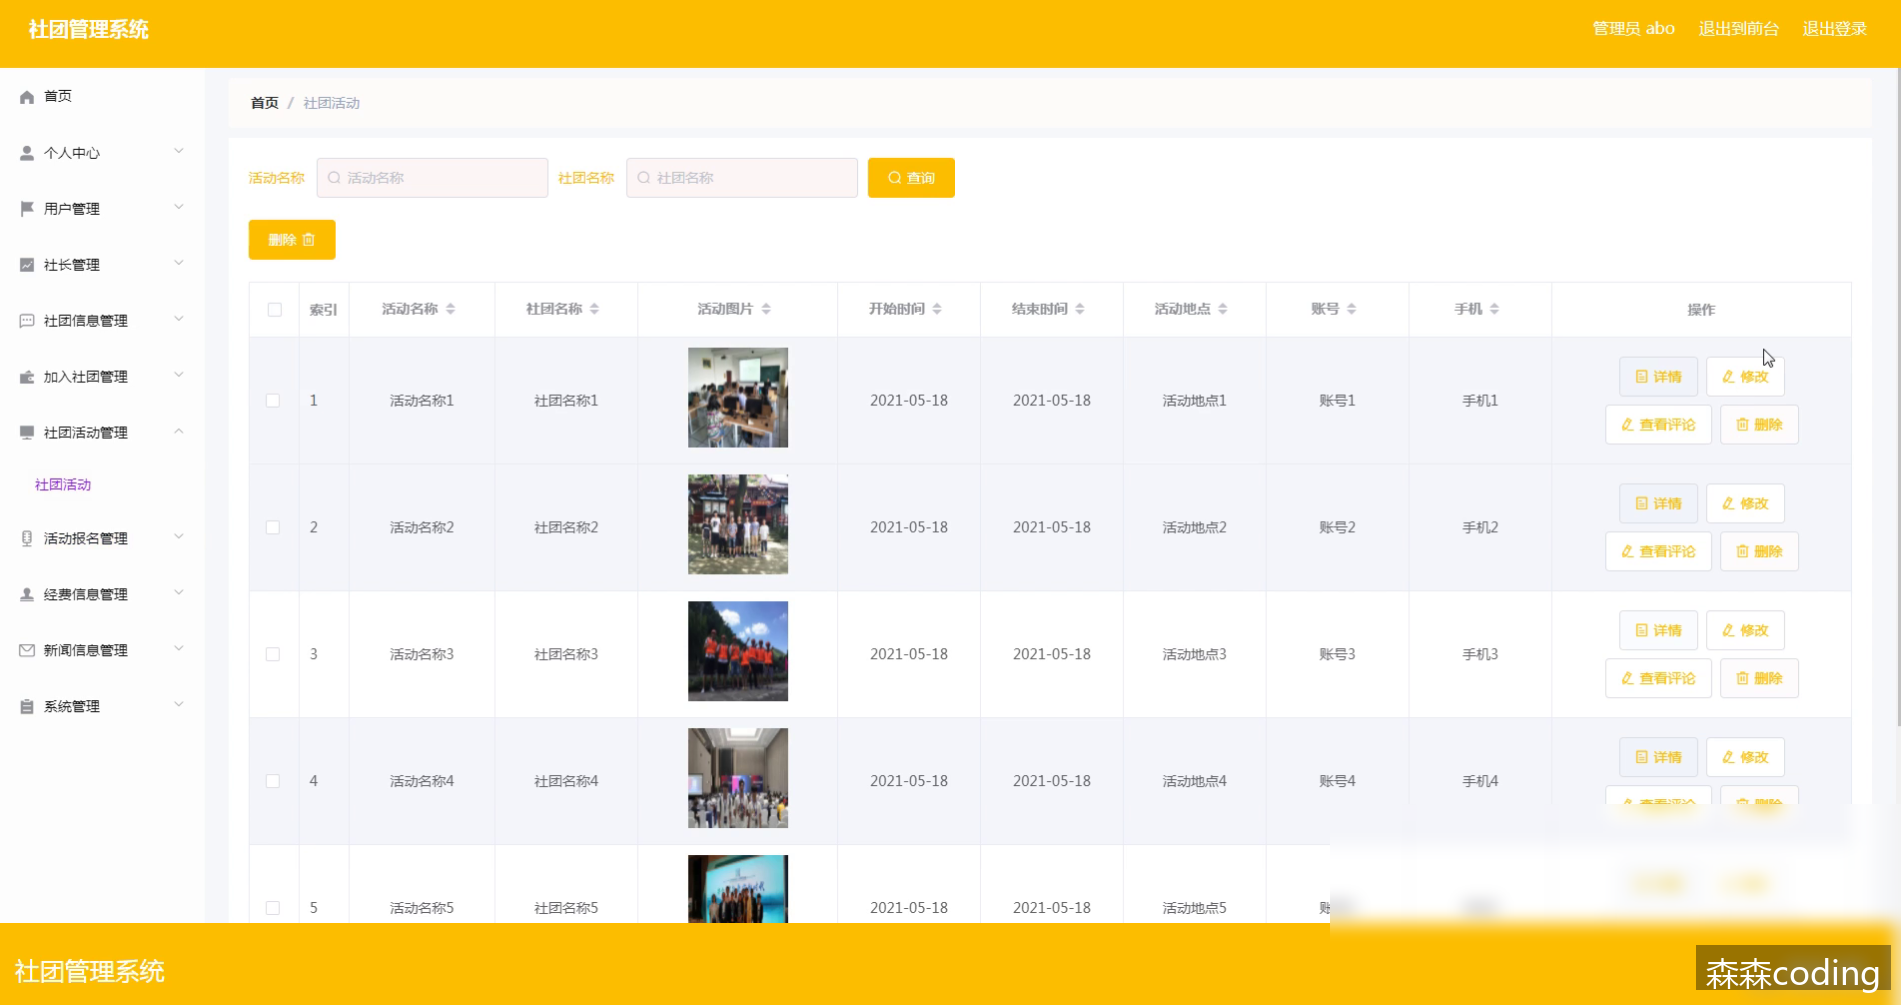 社团管理系统
管理员 abo 退出到前台 退出登录
首页
个人中心
用户管理
社长管理
社团信息管理
加入社团管理
社团活动管理
社团活动
活动报名管理
经费信息管理
新闻信息管理
系统管理
首页 / 社团活动
活动名称 活动名称 社团名称 社团名称 查询
删除
索引 活动名称 社团名称 活动图片 开始时间 结束时间 活动地点 账号 手机 操作
1 活动名称1 社团名称1 2021-05-18 2021-05-18 活动地点1 账号1 手机1 详情 修改
查看评论 删除
2 活动名称2 社团名称2 2021-05-18 2021-05-18 活动地点2 账号2 手机2 详情 修改
查看评论 删除
3 活动名称3 社团名称3 2021-05-18 2021-05-18 活动地点3 账号3 手机3 详情 修改
查看评论 删除
4 活动名称4 社团名称4 2021-05-18 2021-05-18 活动地点4 账号4 手机4 详情 修改
查看评论 删除
5 活动名称5 社团名称5 2021-05-18 2021-05-18 活动地点5 账
社团管理系统
森森coding